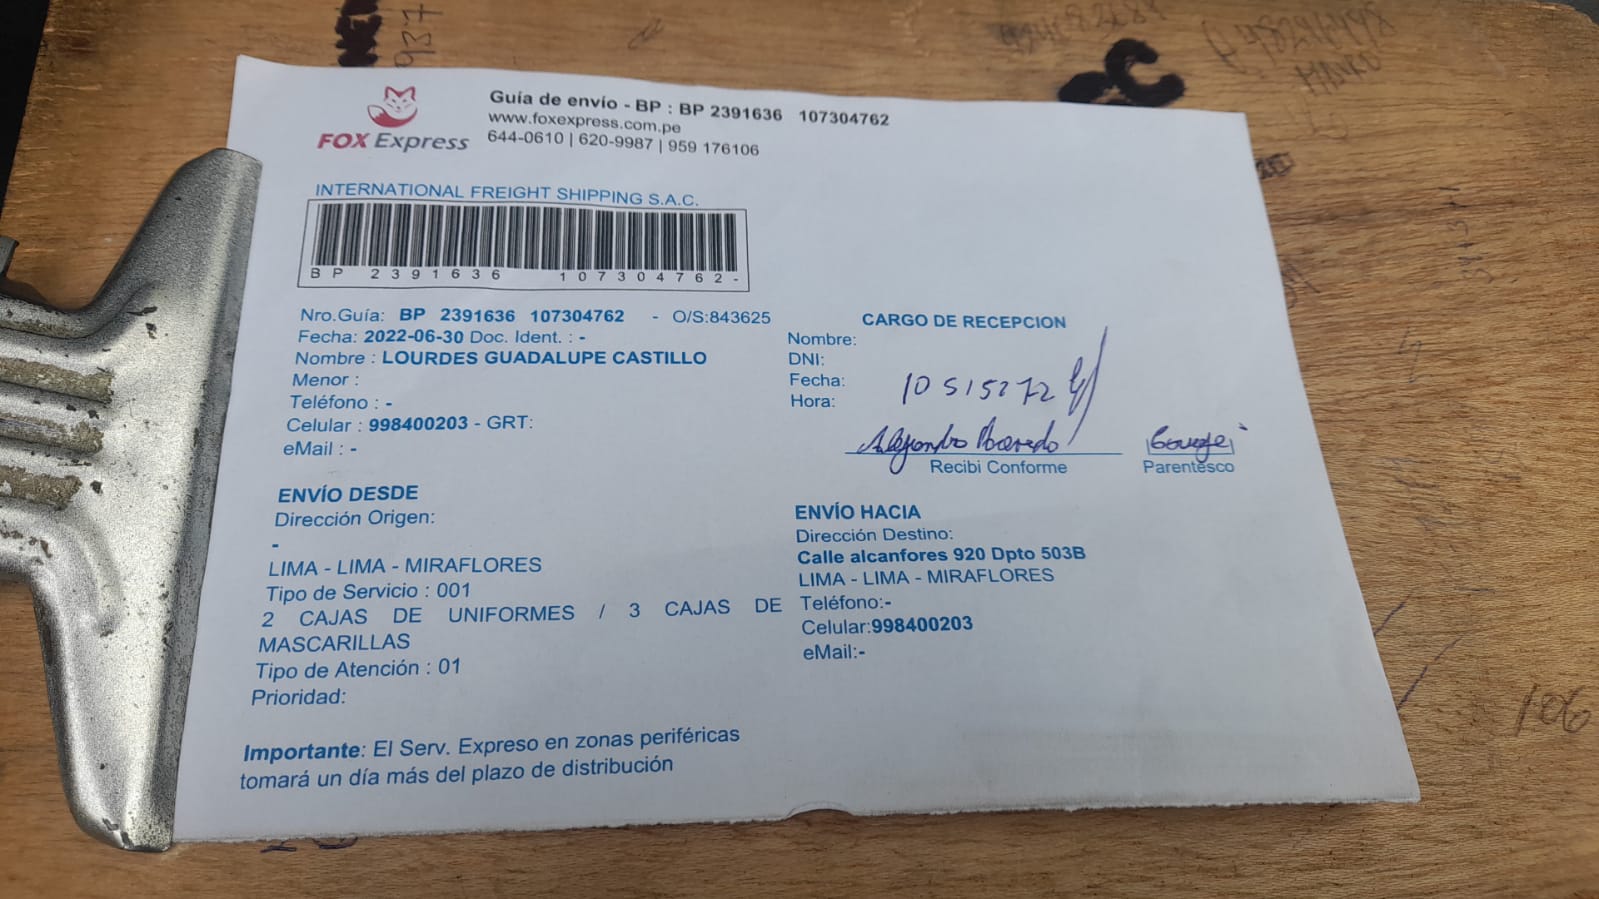 FOX Express
Guía de envío - BP : BP 2391636 107304762
www.foxexpress.com.pe
644-0610 | 620-9987 | 959 176106
INTERNATIONAL FREIGHT SHIPPING S.A.C.
BP 2391636 107304762-
Nro.Guía: BP 2391636 107304762 - O/S:843625
Fecha: 2022-06-30 Doc. Ident. : -
Nombre : LOURDES GUADALUPE CASTILLO
Menor :
Teléfono : -
Celular : 998400203 - GRT:
eMail : -
CARGO DE RECEPCION
Nombre:
DNI:
Fecha:
Hora:
Alejandro
Recibi Conforme
Parentesco
ENVÍO DESDE
Dirección Origen:
-
LIMA - LIMA - MIRAFLORES
Tipo de Servicio : 001
2 CAJAS DE UNIFORMES / 3 CAJAS DE
MASCARILLAS
Tipo de Atención : 01
Prioridad:
ENVÍO HACIA
Dirección Destino:
Calle alcanfores 920 Dpto 503B
LIMA - LIMA - MIRAFLORES
Teléfono:-
Celular:998400203
eMail:-
Importante: El Serv. Expreso en zonas periféricas
tomará un día más del plazo de distribución
106
937